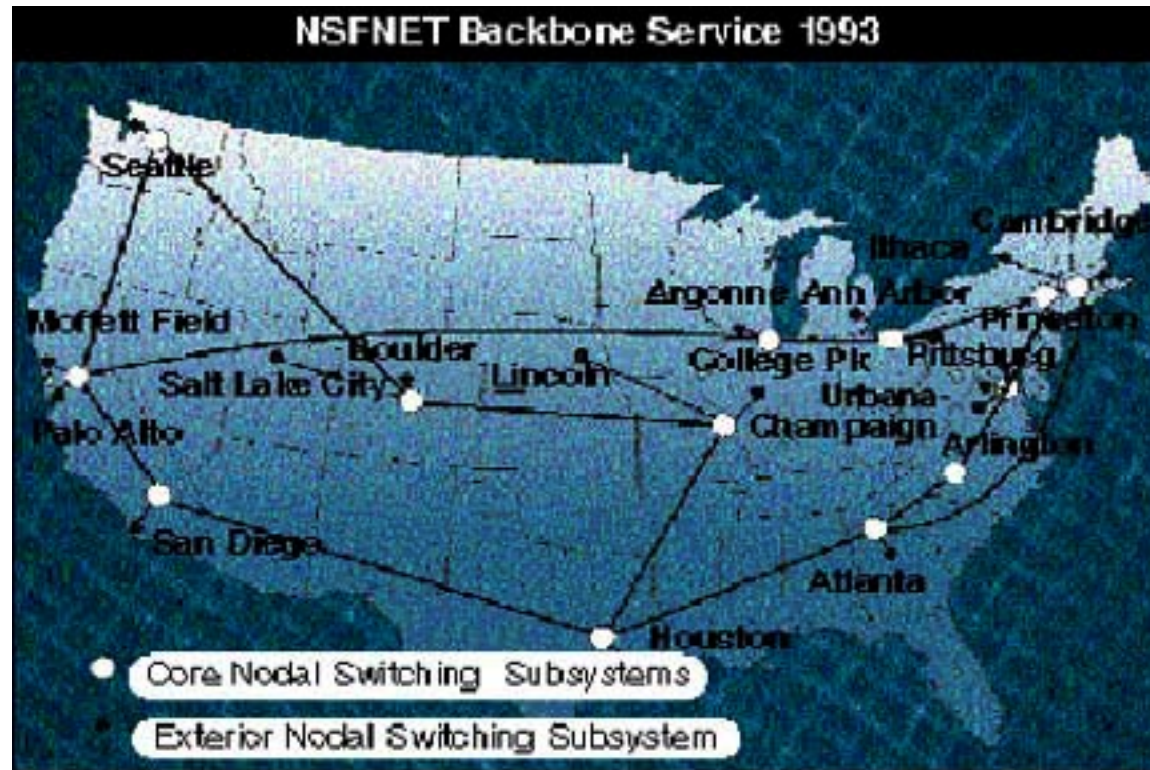 NSFNET Backbone Service 1993
Seattle
Cambridge
Ithaca
Argonne Ann Arbor
Moffett Field
Princeton
Boulder
College Pk
Pittsburg
Salt Lake City
Lincoln
Urbana
Palo Alto
Champaign
Arlington
San Diego
Atlanta
Houston
Core Nodal Switching Subsystems
Exterior Nodal Switching Subsystem